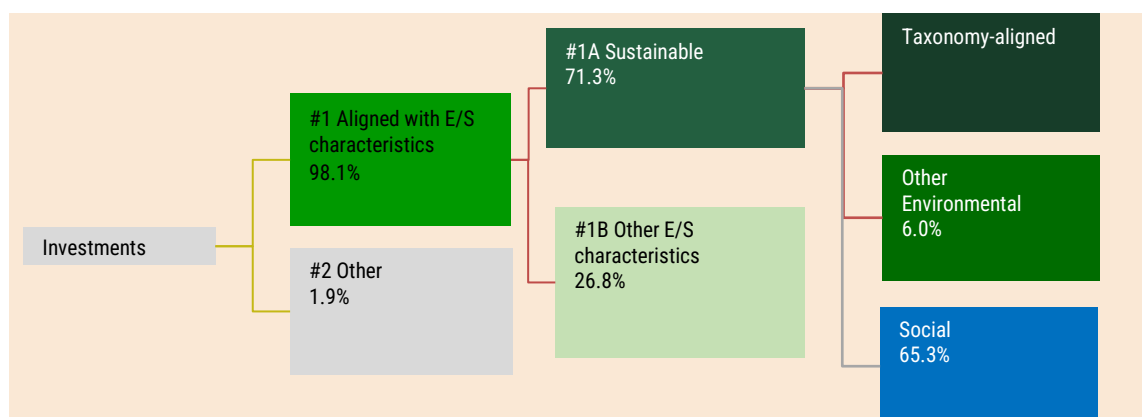 Investments
#1 Aligned with E/S
characteristics
98.1%
#2 Other
1.9%
#1A Sustainable
71.3%
#1B Other E/S
characteristics
26.8%
Taxonomy-aligned
Other
Environmental
6.0%
Social
65.3%